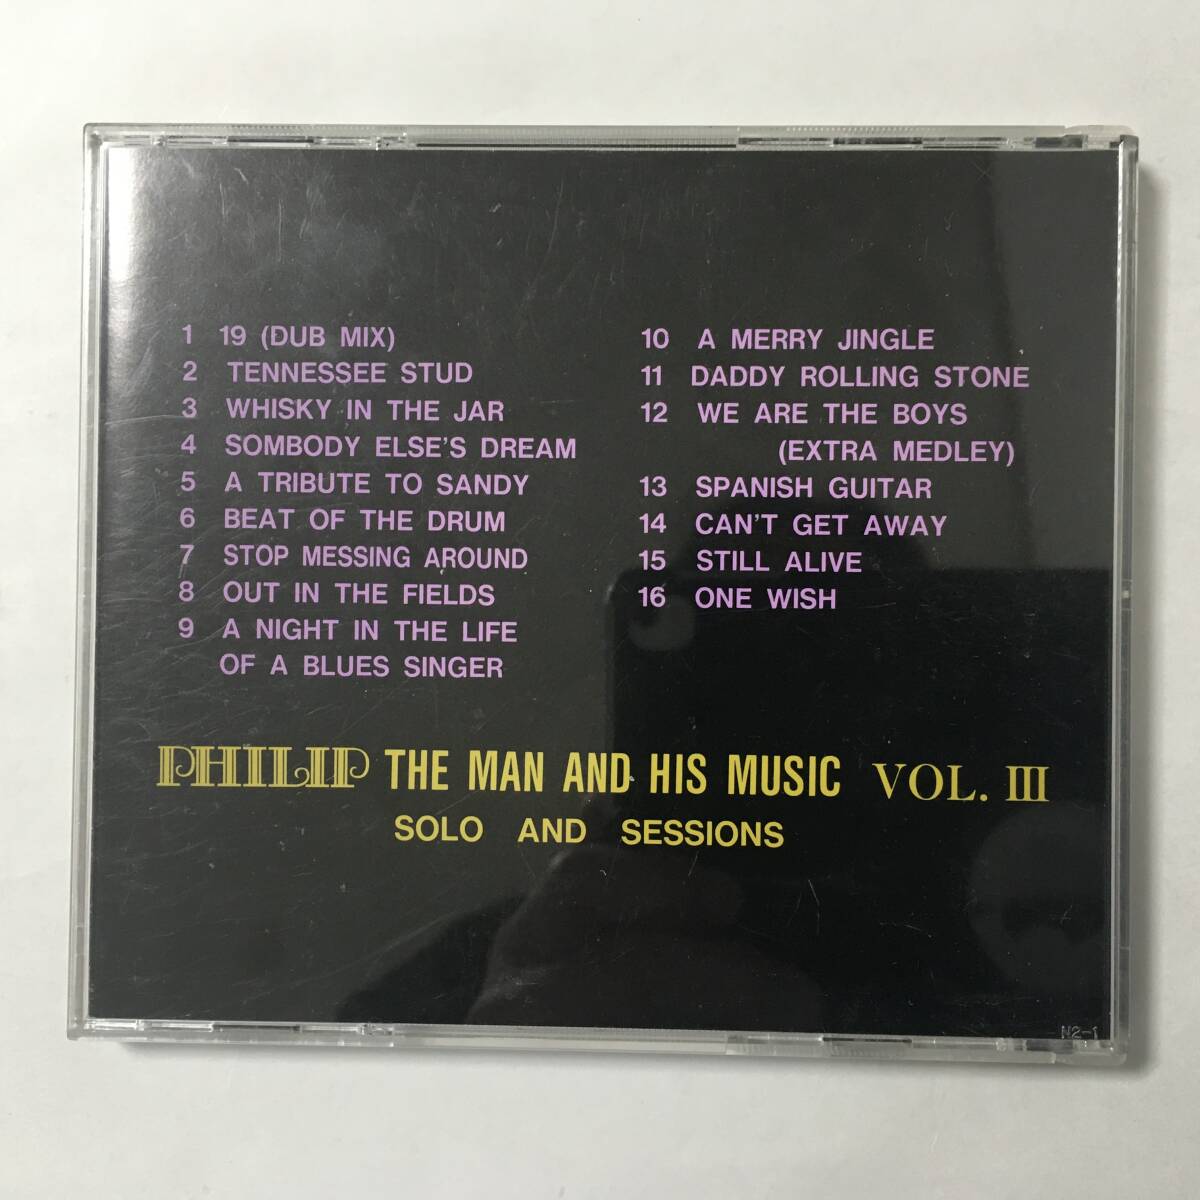 1 19 (DUB MIX)
2 TENNESSEE STUD
3 WHISKY IN THE JAR
4 SOMBODY ELSE'S DREAM
5 A TRIBUTE TO SANDY
6 BEAT OF THE DRUM
7 STOP MESSING AROUND
8 OUT IN THE FIELDS
9 A NIGHT IN THE LIFE
OF A BLUES SINGER
10 A MERRY JINGLE
11 DADDY ROLLING STONE
12 WE ARE THE BOYS
(EXTRA MEDLEY)
13 SPANISH GUITAR
14 CAN'T GET AWAY
15 STILL ALIVE
16 ONE WISH
PHILIP THE MAN AND HIS MUSIC VOL. III
SOLO AND SESSIONS
N2-1